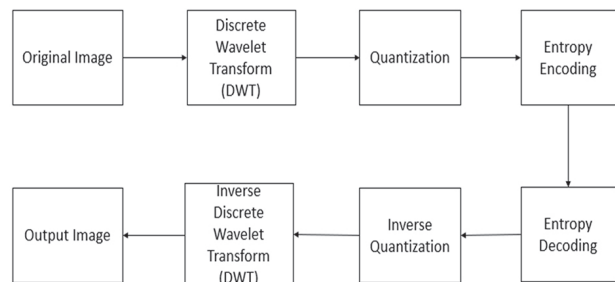 Original Image
Discrete
Wavelet
Transform
(DWT)
Quantization
Entropy
Encoding
Output Image
Inverse
Discrete
Wavelet
Transform
(DWT)
Inverse
Quantization
Entropy
Decoding